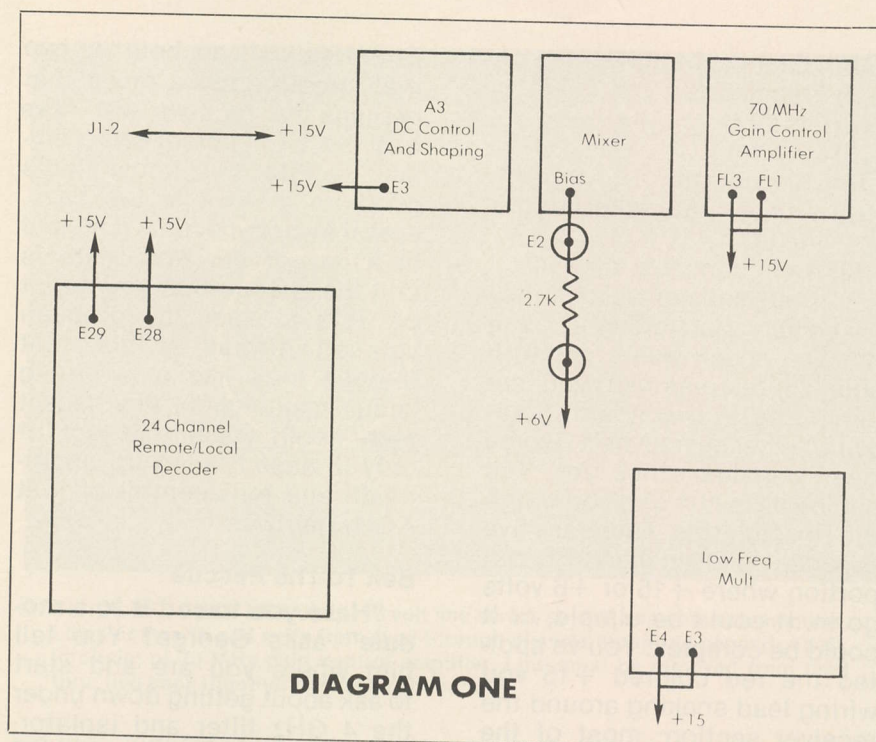 A3
DC Control
And Shaping
Mixer
70 MHz
Gain Control
Amplifier
J1-2
+15V
+15V
E3
Bias
FL3 FL1
+15V
+15V
E2
+15V
2.7K
E29
E28
+6V
24 Channel
Remote/Local
Decoder
Low Freq
Mult
E4 E3
+15
DIAGRAM ONE